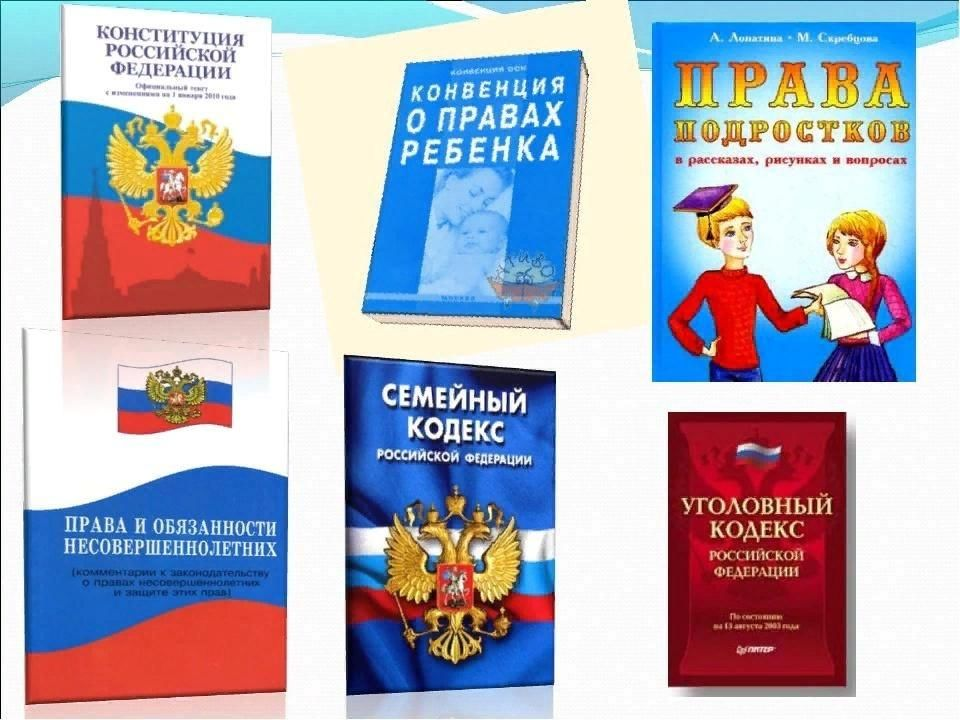 КОНСТИТУЦИЯ
РОССИЙСКОЙ
ФЕДЕРАЦИИ
Официальный текст
с изменениями на 1 января 2010 года
КОНВЕНЦИЯ ООН
КОНВЕНЦИЯ
О ПРАВАХ
РЕБЕНКА
МОСКВА
А. Лопатина • М. Скребцова
ПРАВА
ПОДРОСТКОВ
в рассказах, рисунках и вопросах
ПРАВА И ОБЯЗАННОСТИ
НЕСОВЕРШЕННОЛЕТНИХ
(комментарии к законодательству
о правах несовершеннолетних
и защите этих прав)
СЕМЕЙНЫЙ
КОДЕКС
РОССИЙСКОЙ ФЕДЕРАЦИИ
УГОЛОВНЫЙ
КОДЕКС
РОССИЙСКОЙ
ФЕДЕРАЦИИ
По состоянию
на 13 августа 2003 года
ПИТЕР